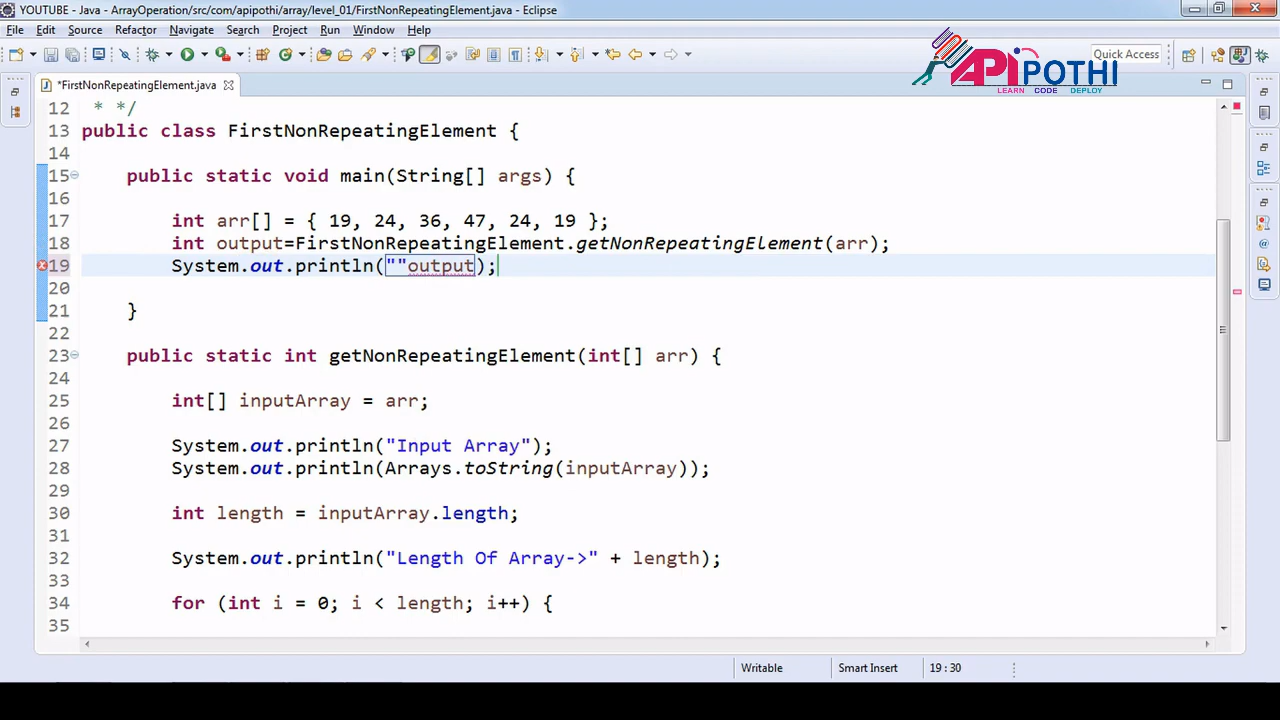 YOUTUBE - Java - ArrayOperation/src/com/apipothi/array/level_01/FirstNonRepeatingElement.java - Eclipse
File Edit Source Refactor Navigate Search Project Run Window Help
Quick Access
APIPOTHI
LEARN CODE DEPLOY
*FirstNonRepeatingElement.java
12 * */
13 public class FirstNonRepeatingElement {
14
15 public static void main(String[] args) {
16
17 int arr[] = { 19, 24, 36, 47, 24, 19 };
18 int output=FirstNonRepeatingElement.getNonRepeatingElement(arr);
19 System.out.println(""output);
20
21 }
22
23 public static int getNonRepeatingElement(int[] arr) {
24
25 int[] inputArray = arr;
26
27 System.out.println("Input Array");
28 System.out.println(Arrays.toString(inputArray));
29
30 int length = inputArray.length;
31
32 System.out.println("Length Of Array->" + length);
33
34 for (int i = 0; i < length; i++) {
35
Writable Smart Insert 19 : 30